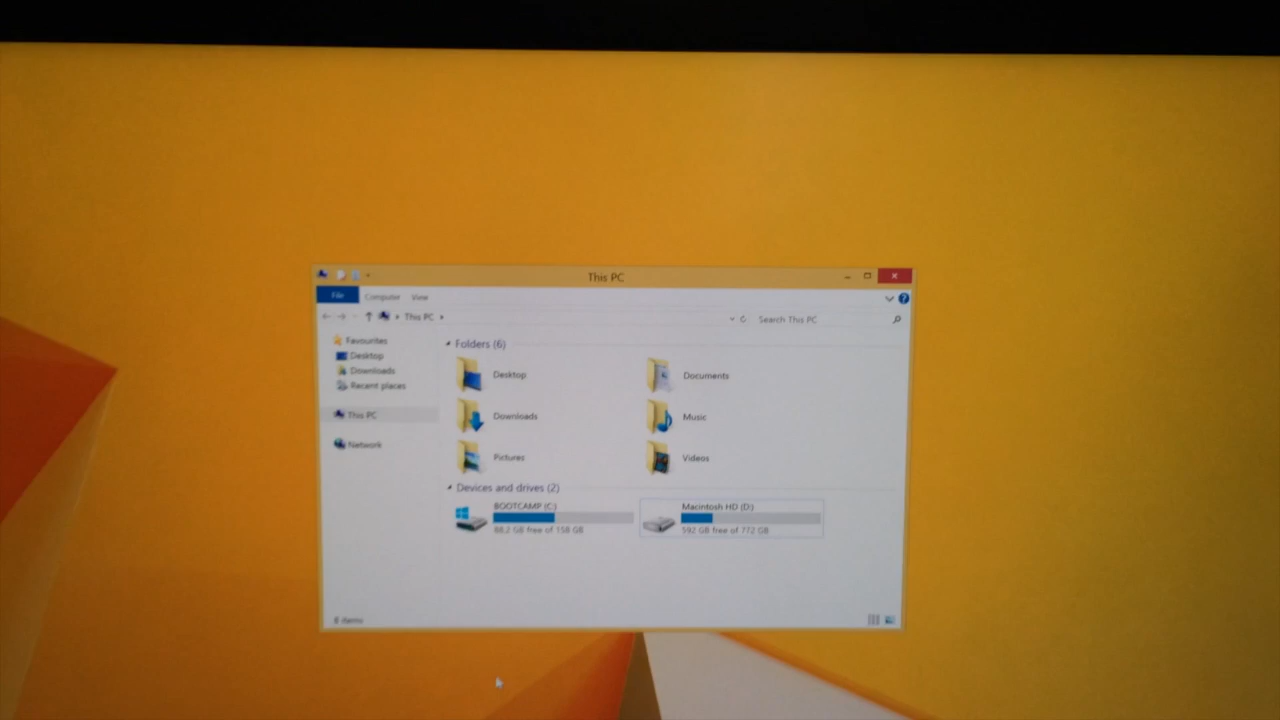 This PC
File Computer View
This PC
Search This PC
Favourites
Desktop
Downloads
Recent places
This PC
Network
Folders (6)
Desktop
Documents
Downloads
Music
Pictures
Videos
Devices and drives (2)
BOOTCAMP (C:)
88.2 GB free of 158 GB
Macintosh HD (D:)
592 GB free of 772 GB
8 items